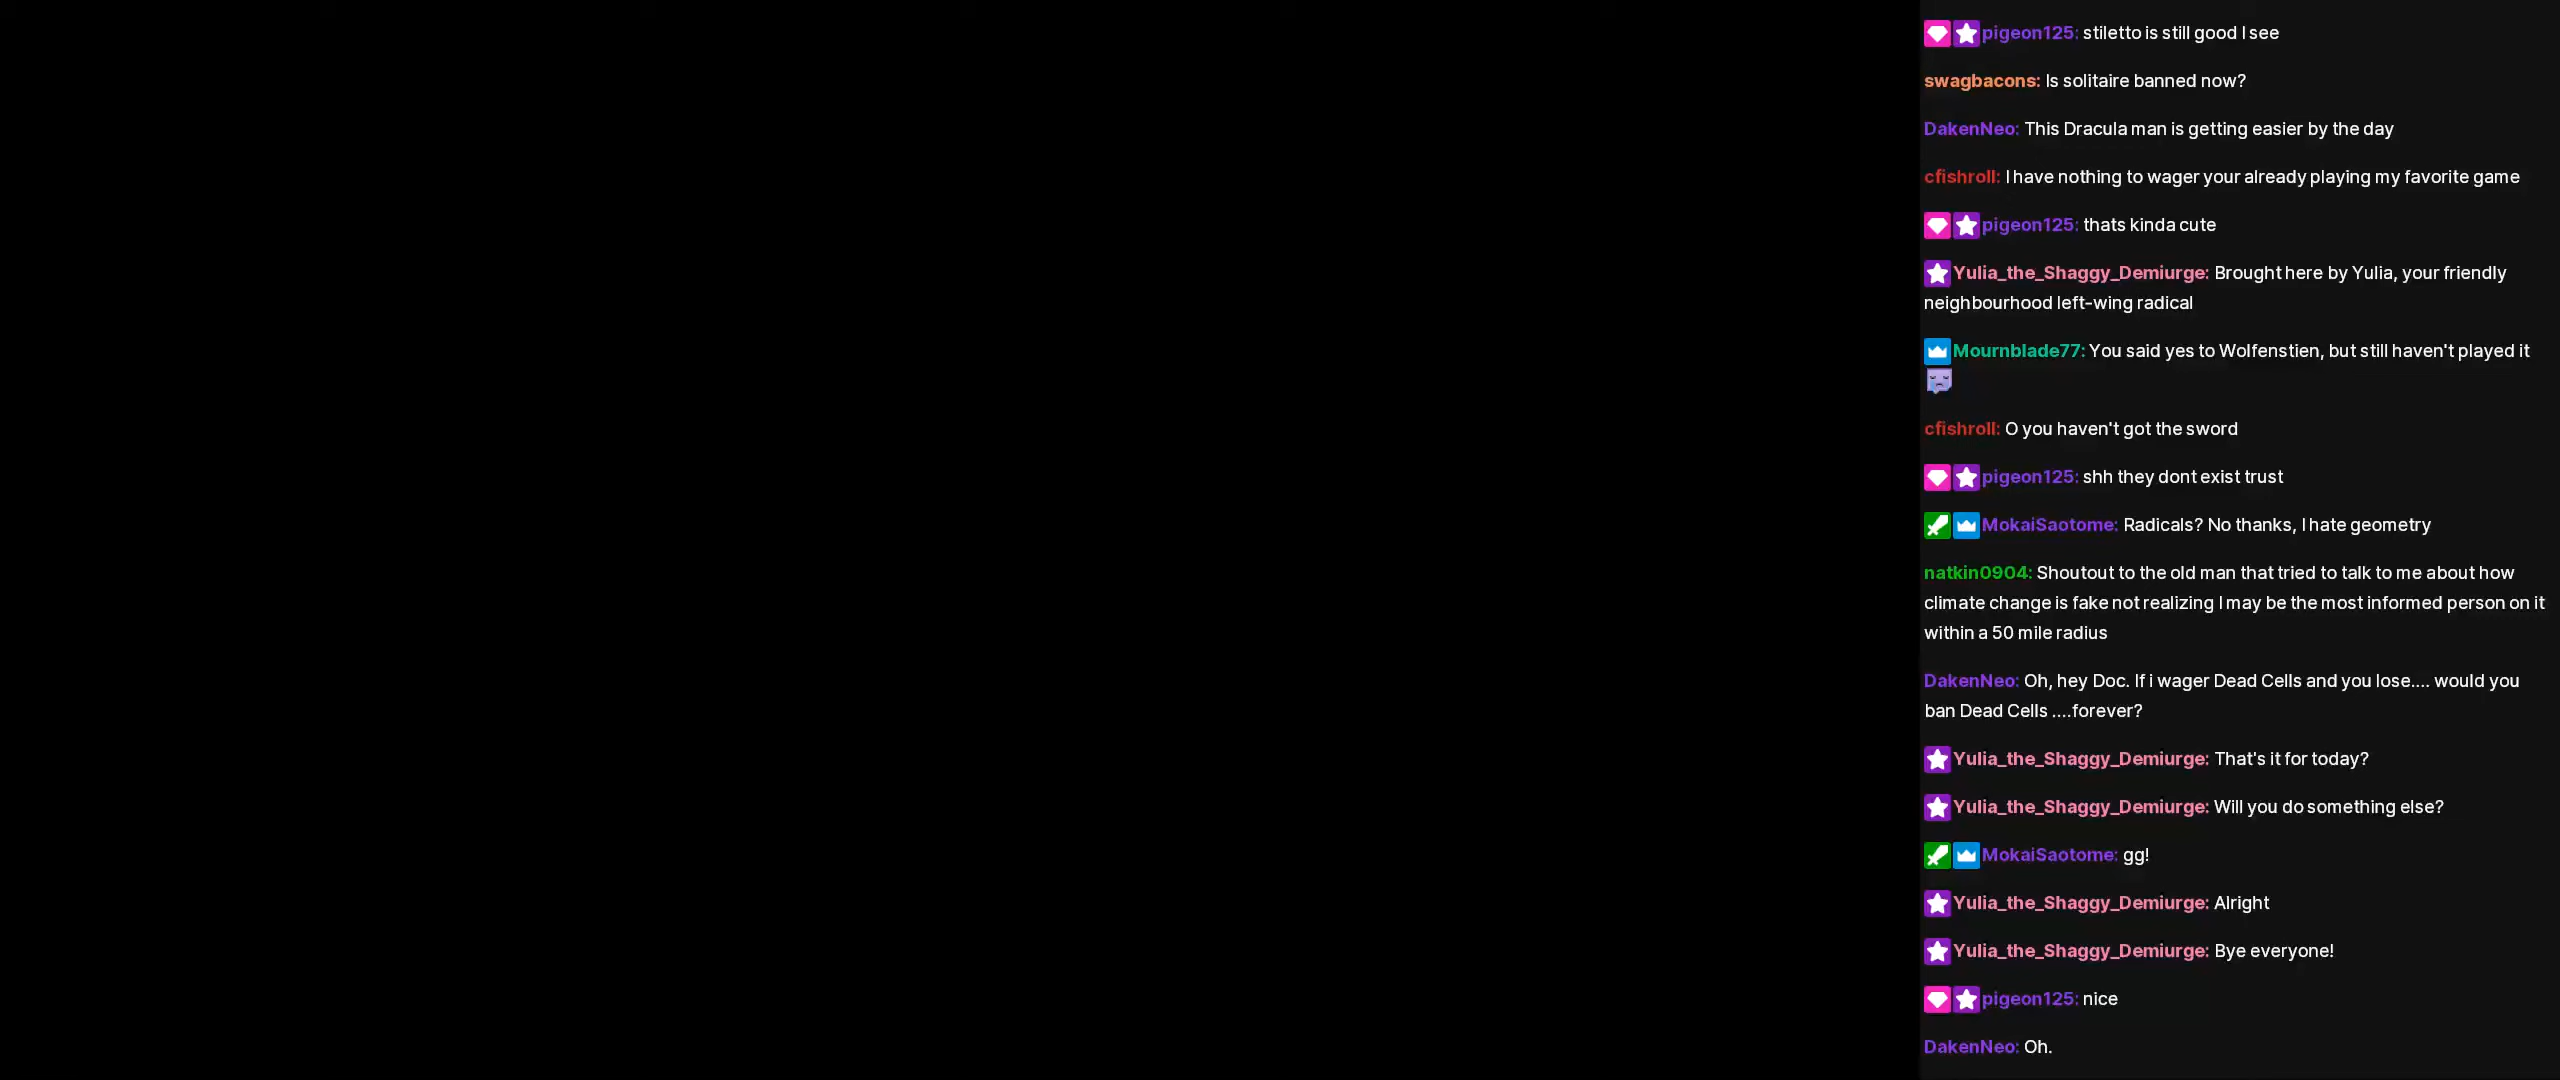 pigeon125: stiletto is still good I see
swagbacons: Is solitaire banned now?
DakenNeo: This Dracula man is getting easier by the day
cfishroll: I have nothing to wager your already playing my favorite game
pigeon125: thats kinda cute
Yulia_the_Shaggy_Demiurge: Brought here by Yulia, your friendly
neighbourhood left-wing radical
Mournblade77: You said yes to Wolfenstien, but still haven't played it
cfishroll: O you haven't got the sword
pigeon125: shh they dont exist trust
MokaiSaotome: Radicals? No thanks, I hate geometry
natkin0904: Shoutout to the old man that tried to talk to me about how
climate change is fake not realizing I may be the most informed person on it
within a 50 mile radius
DakenNeo: Oh, hey Doc. If i wager Dead Cells and you lose.... would you
ban Dead Cells ....forever?
Yulia_the_Shaggy_Demiurge: That's it for today?
Yulia_the_Shaggy_Demiurge: Will you do something else?
MokaiSaotome: gg!
Yulia_the_Shaggy_Demiurge: Alright
Yulia_the_Shaggy_Demiurge: Bye everyone!
pigeon125: nice
DakenNeo: Oh.